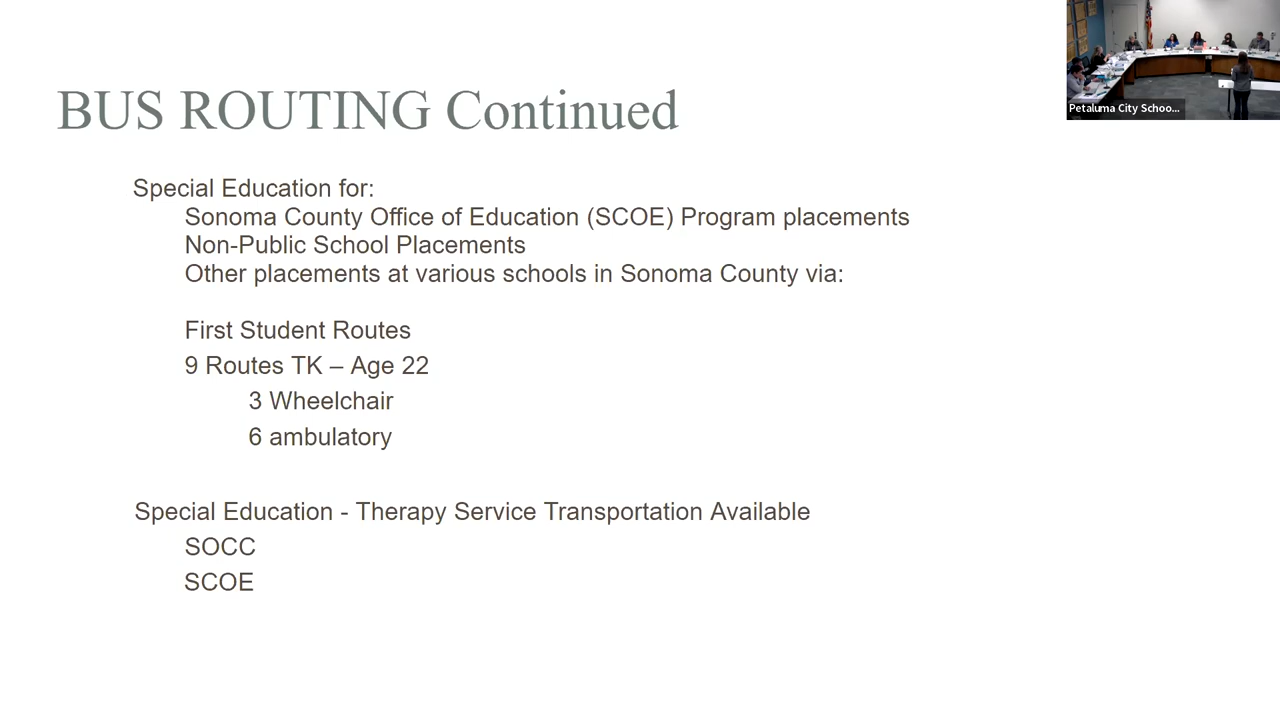 BUS ROUTING Continued
Petaluma City Schoo...
Special Education for:
Sonoma County Office of Education (SCOE) Program placements
Non-Public School Placements
Other placements at various schools in Sonoma County via:
First Student Routes
9 Routes TK – Age 22
3 Wheelchair
6 ambulatory
Special Education - Therapy Service Transportation Available
SOCC
SCOE